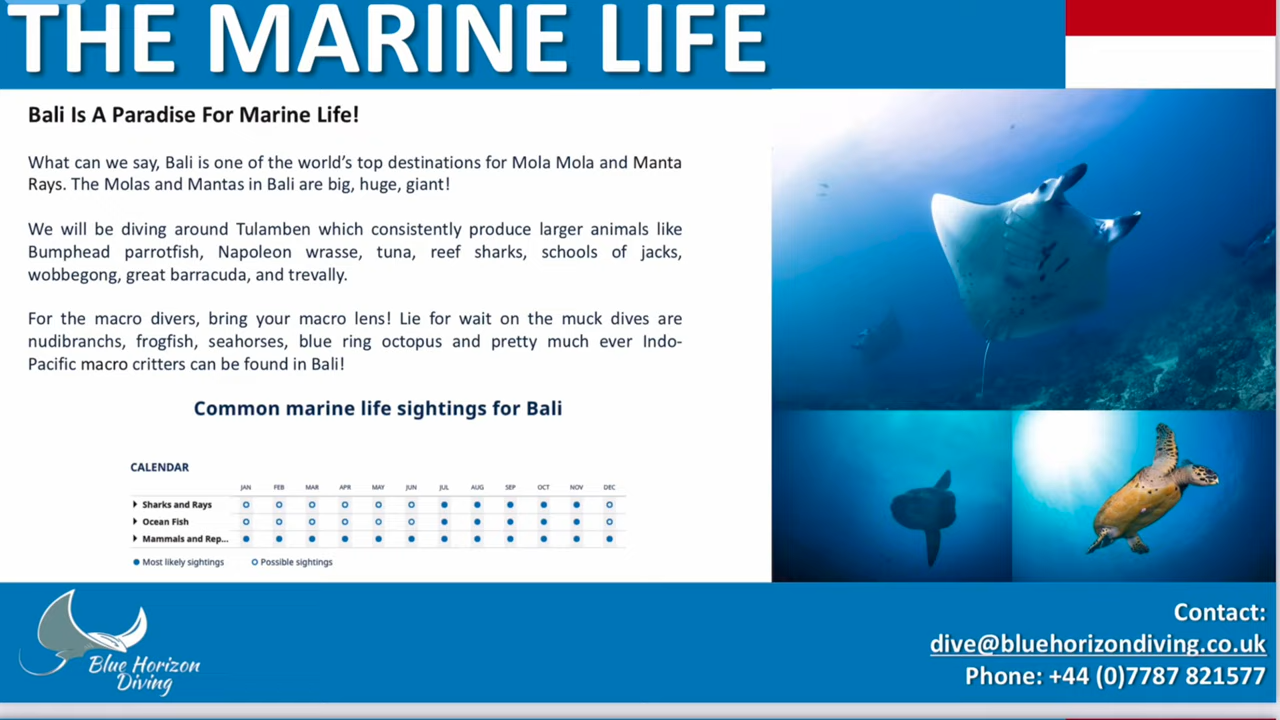 THE MARINE LIFE
Bali Is A Paradise For Marine Life!
What can we say, Bali is one of the world's top destinations for Mola Mola and Manta
Rays. The Molas and Mantas in Bali are big, huge, giant!
We will be diving around Tulamben which consistently produce larger animals like
Bumphead parrotfish, Napoleon wrasse, tuna, reef sharks, schools of jacks,
wobbegong, great barracuda, and trevally.
For the macro divers, bring your macro lens! Lie for wait on the muck dives are
nudibranchs, frogfish, seahorses, blue ring octopus and pretty much ever Indo-
Pacific macro critters can be found in Bali!
Common marine life sightings for Bali
CALENDAR
JAN FEB MAR APR MAY JUN JUL AUG SEP OCT NOV DEC
Sharks and Rays
Ocean Fish
Mammals and Rep...
Most likely sightings Possible sightings
Blue Horizon
Diving
Contact:
dive@bluehorizondiving.co.uk
Phone: +44 (0)7787 821577